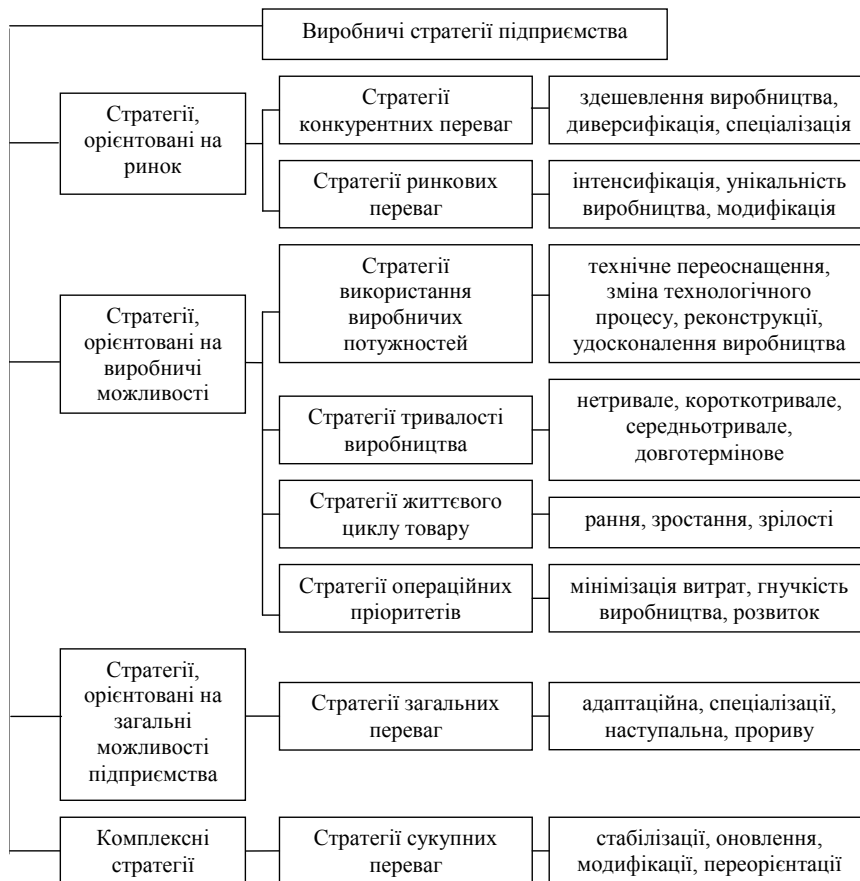 Виробничі стратегії підприємства
Стратегії,
орієнтовані на
ринок
Стратегії
конкурентних переваг
здешевлення виробництва,
диверсифікація, спеціалізація
Стратегії ринкових
переваг
інтенсифікація, унікальність
виробництва, модифікація
Стратегії,
орієнтовані на
виробничі
можливості
Стратегії
використання
виробничих
потужностей
технічне переоснащення,
зміна технологічного
процесу, реконструкції,
удосконалення виробництва
Стратегії тривалості
виробництва
нетривале, короткотривале,
середньотривале,
довготермінове
Стратегії життєвого
циклу товару
рання, зростання, зрілості
Стратегії операційних
пріоритетів
мінімізація витрат, гнучкість
виробництва, розвиток
Стратегії,
орієнтовані на
загальні
можливості
підприємства
Стратегії загальних
переваг
адаптаційна, спеціалізації,
наступальна, прориву
Комплексні
стратегії
Стратегії сукупних
переваг
стабілізації, оновлення,
модифікації, переорієнтації